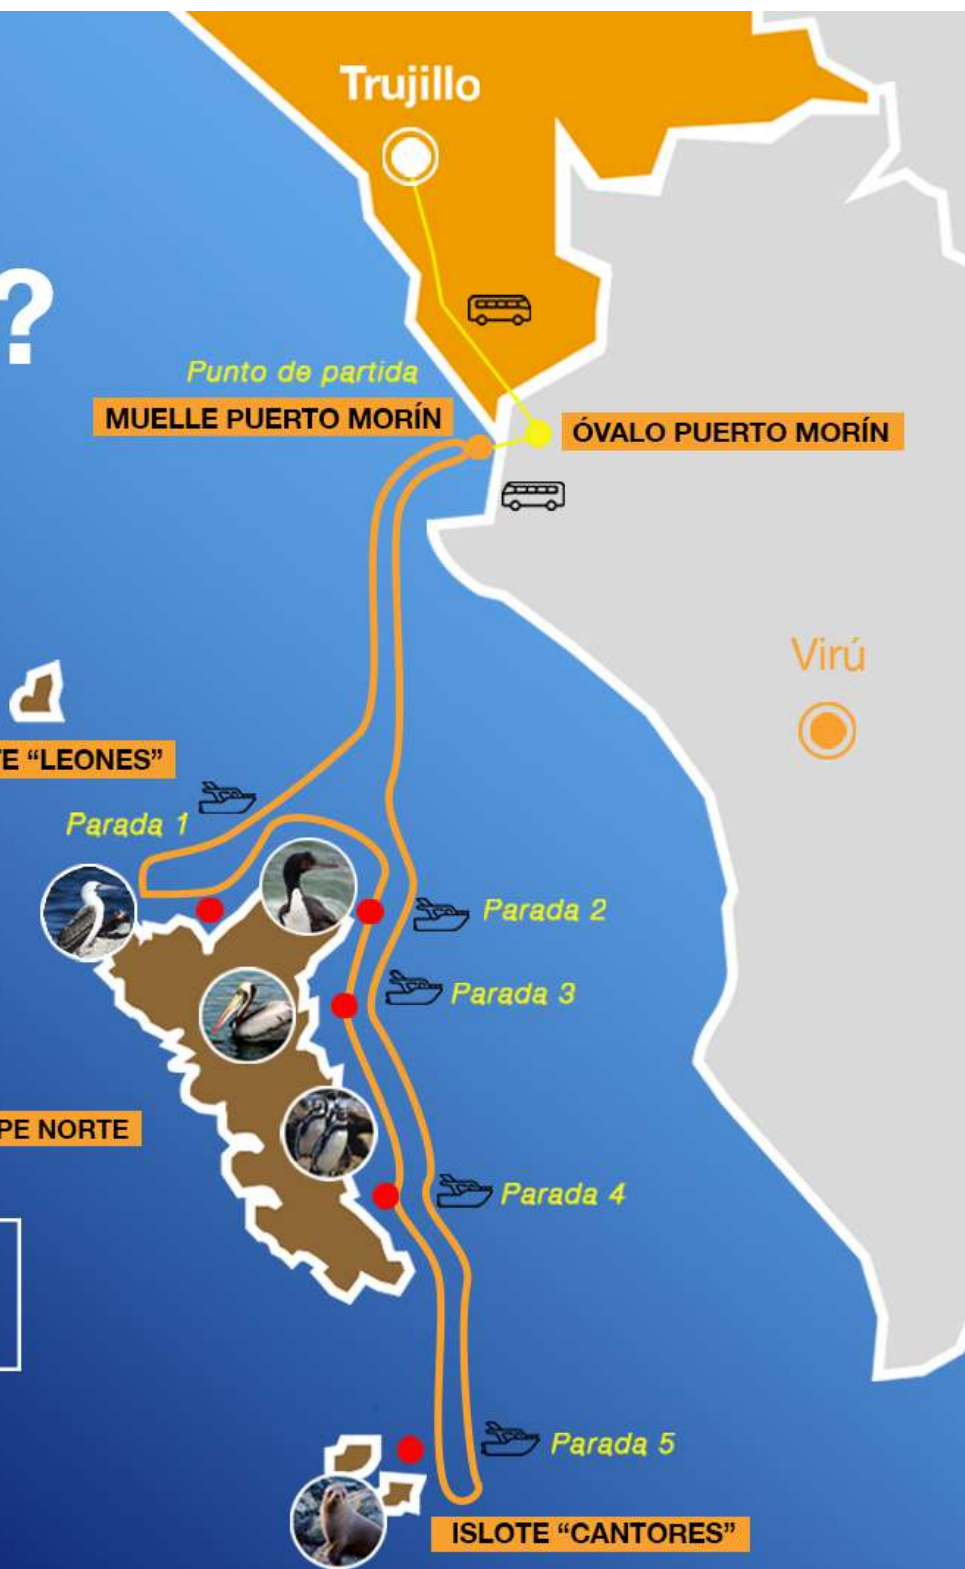 Trujillo
?
Punto de partida
MUELLE PUERTO MORÍN
ÓVALO PUERTO MORÍN
Virú
TE “LEONES”
Parada 1
Parada 2
Parada 3
PE NORTE
Parada 4
Parada 5
ISLOTE “CANTORES”